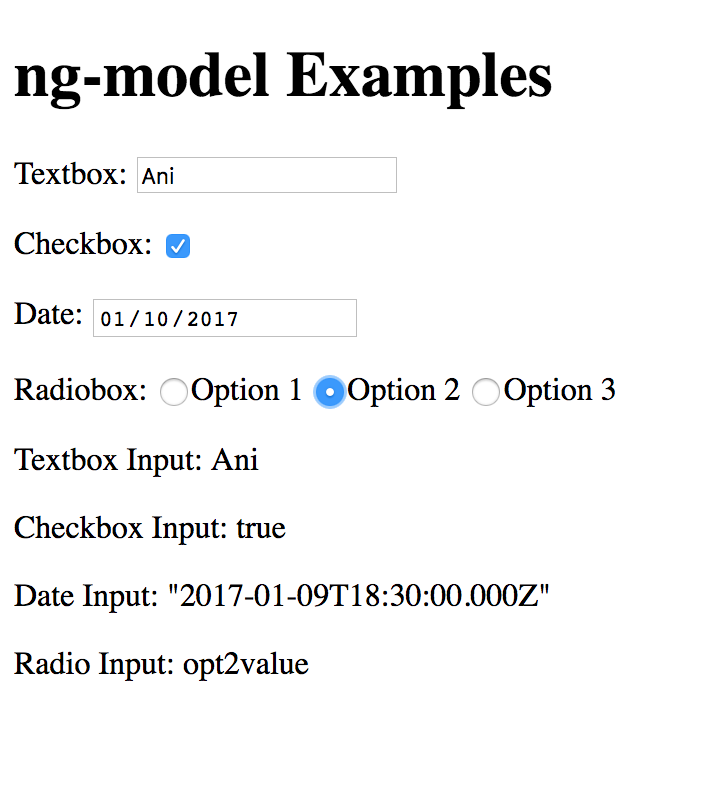 ng-model Examples
Textbox: Ani
Checkbox:
Date: 01/10/2017
Radiobox: Option 1 Option 2 Option 3
Textbox Input: Ani
Checkbox Input: true
Date Input: "2017-01-09T18:30:00.000Z"
Radio Input: opt2value